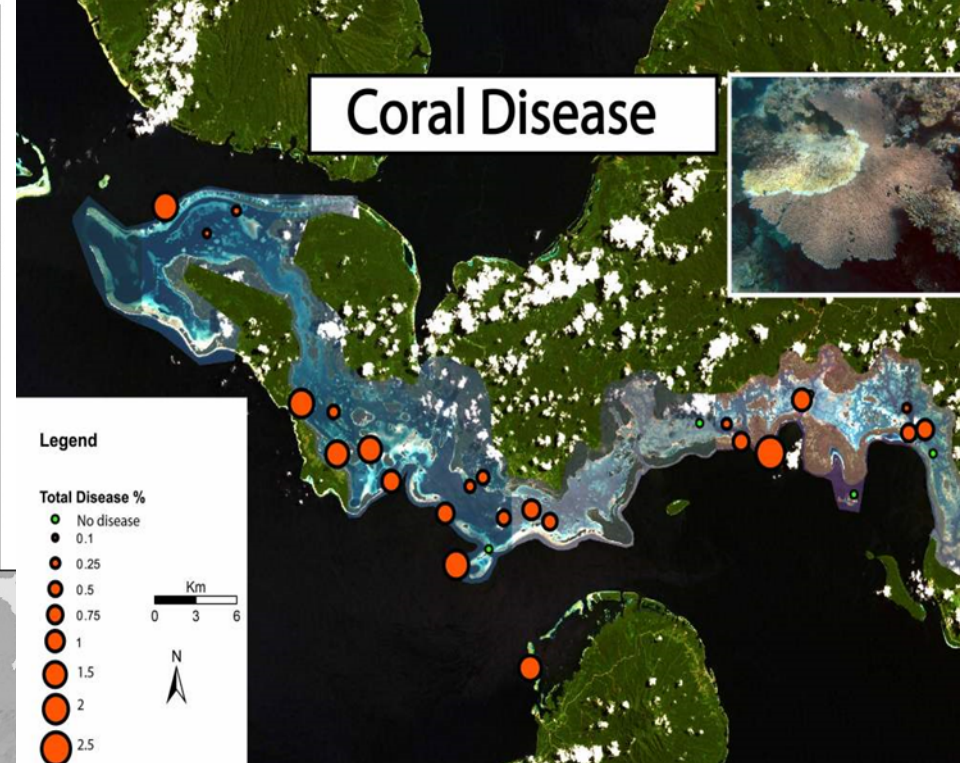 Coral Disease
Legend
Total Disease %
No disease
0.1
0.25
0.5
0.75
1
1.5
2
2.5
Km
0 3 6
N